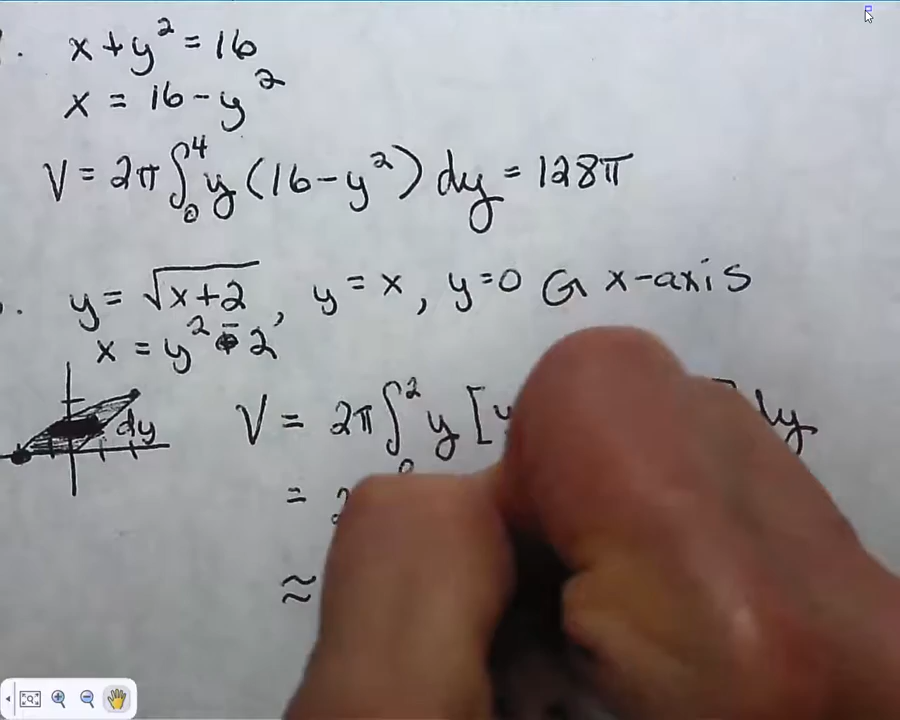 . x + y² = 16
x = 16 - y²
V = 2π ∫₀⁴ y (16 - y²) dy = 128π
. y = √(x+2) , y = x , y = 0 G x-axis
x = y² - 2
dy
V = 2π ∫₀² y [y dy
= 2
≈